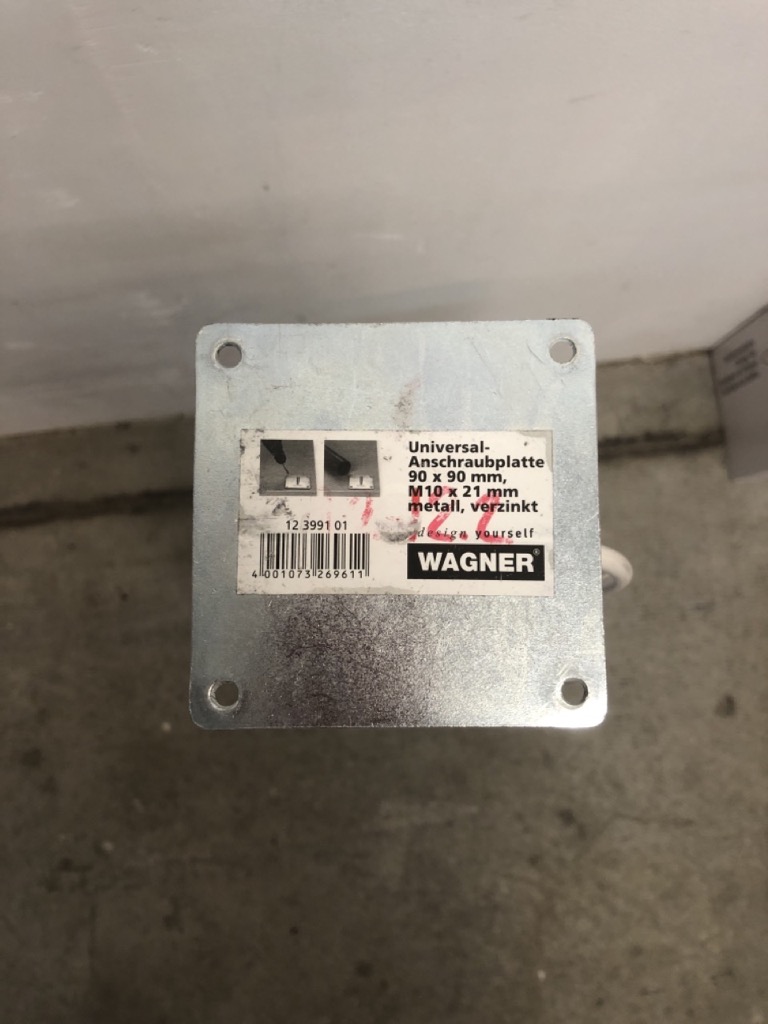 Universal-
Anschraubplatte
90 x 90 mm,
M10 x 21 mm
metall, verzinkt
12 3991 01
design yourself
WAGNER®
4 001073 269611